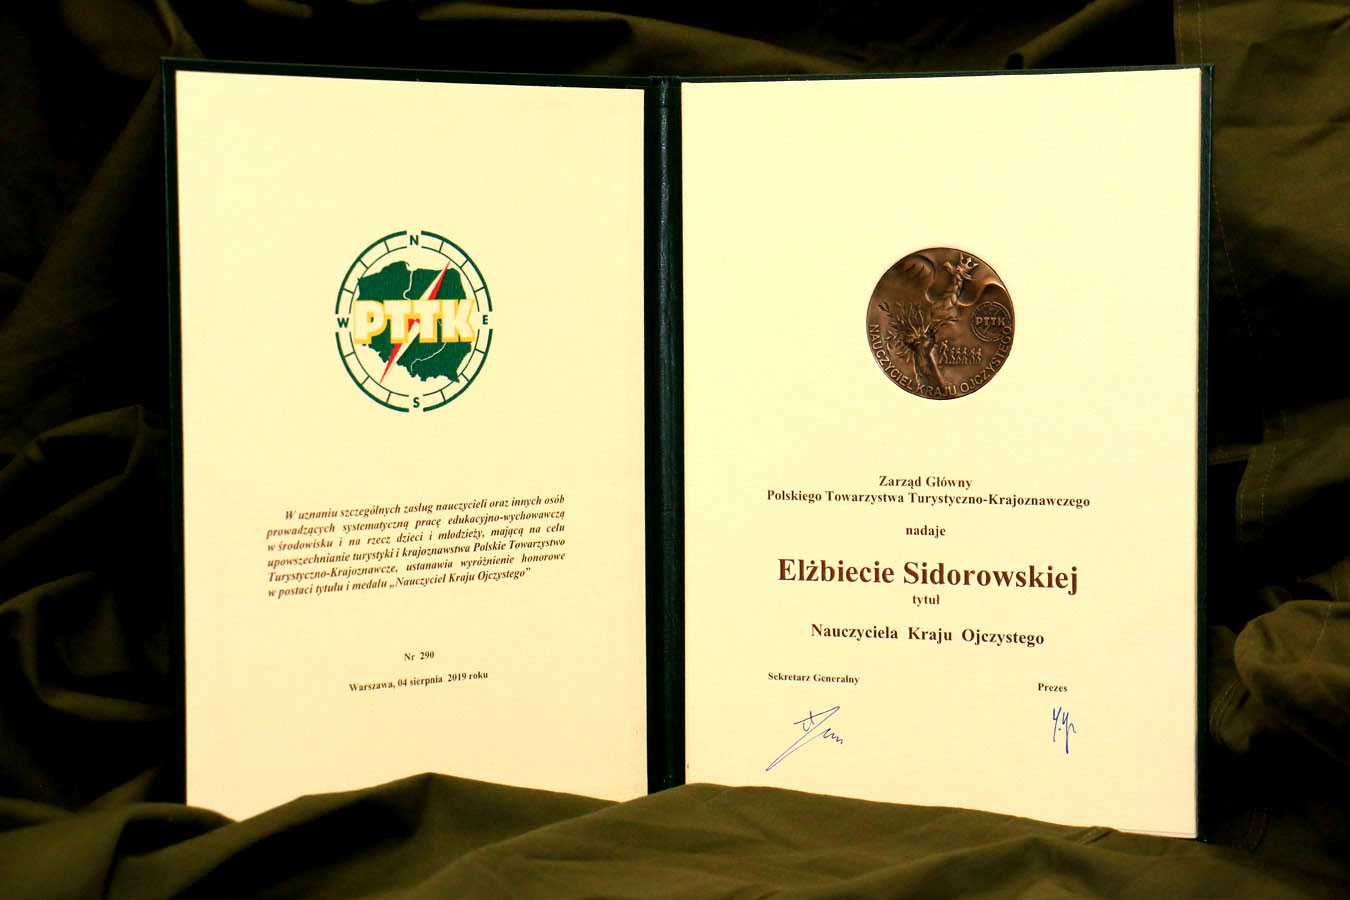 N
W PTTK E
S
W uznaniu szczególnych zasług nauczycieli oraz innych osób
prowadzących systematyczną pracę edukacyjno-wychowawczą
w środowisku i na rzecz dzieci i młodzieży, mającą na celu
upowszechnianie turystyki i krajoznawstwa Polskie Towarzystwo
Turystyczno-Krajoznawcze, ustanawia wyróżnienie honorowe
w postaci tytułu i medalu „Nauczyciel Kraju Ojczystego”
Nr 290
Warszawa, 04 sierpnia 2019 roku
PTTK
NAUCZYCIEL KRAJU OJCZYSTEGO
Zarząd Główny
Polskiego Towarzystwa Turystyczno-Krajoznawczego
nadaje
Elżbiecie Sidorowskiej
tytuł
Nauczyciela Kraju Ojczystego
Sekretarz Generalny
Prezes